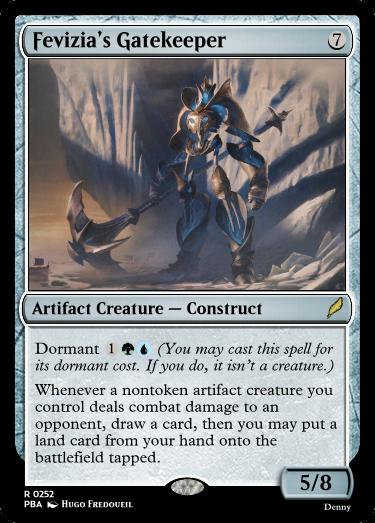 Fevizia's Gatekeeper 7
Artifact Creature — Construct
Dormant 1 (You may cast this spell for
its dormant cost. If you do, it isn't a creature.)
Whenever a nontoken artifact creature you
control deals combat damage to an
opponent, draw a card, then you may put a
land card from your hand onto the
battlefield tapped.
5/8
R 0252
PBA Hugo Fredoueil
Denny